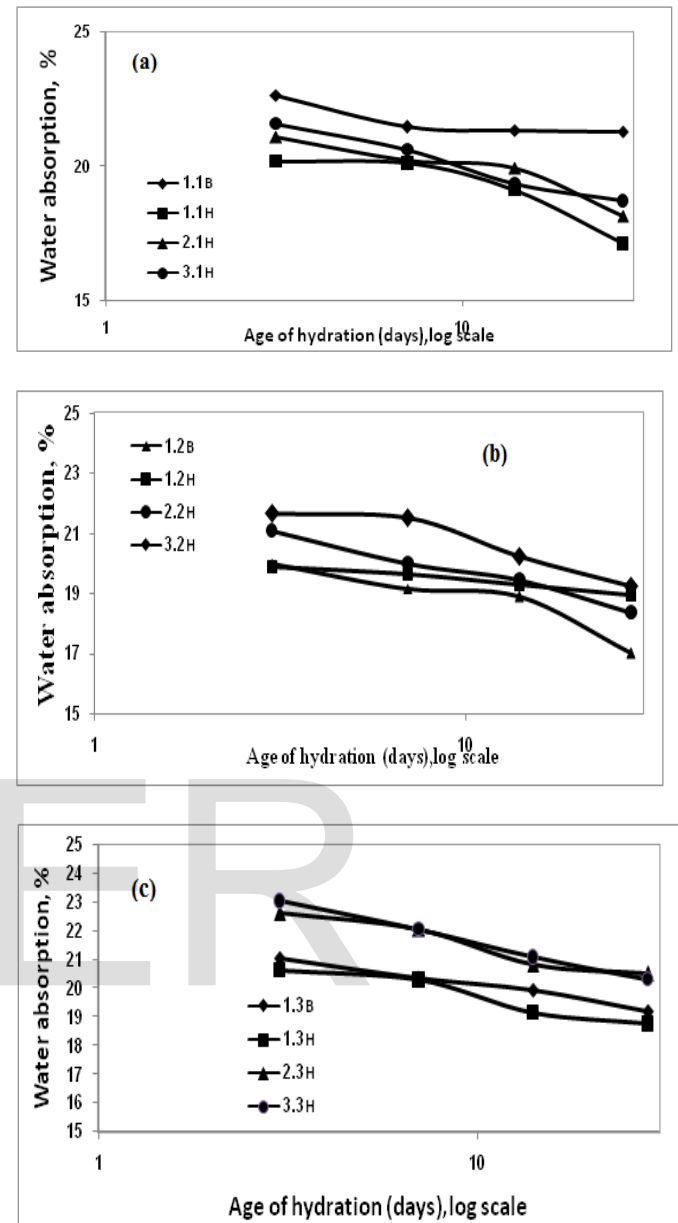 (a)
Water absorption, %
25
20
15
1.1B
1.1H
2.1H
3.1H
1
10
Age of hydration (days),log scale
(b)
Water absorption, %
25
23
21
19
17
15
1.2B
1.2H
2.2H
3.2H
1
10
Age of hydration (days),log scale
(c)
Water absorption, %
25
24
23
22
21
20
19
18
17
16
15
1.3B
1.3H
2.3H
3.3H
1
10
Age of hydration (days),log scale
ER